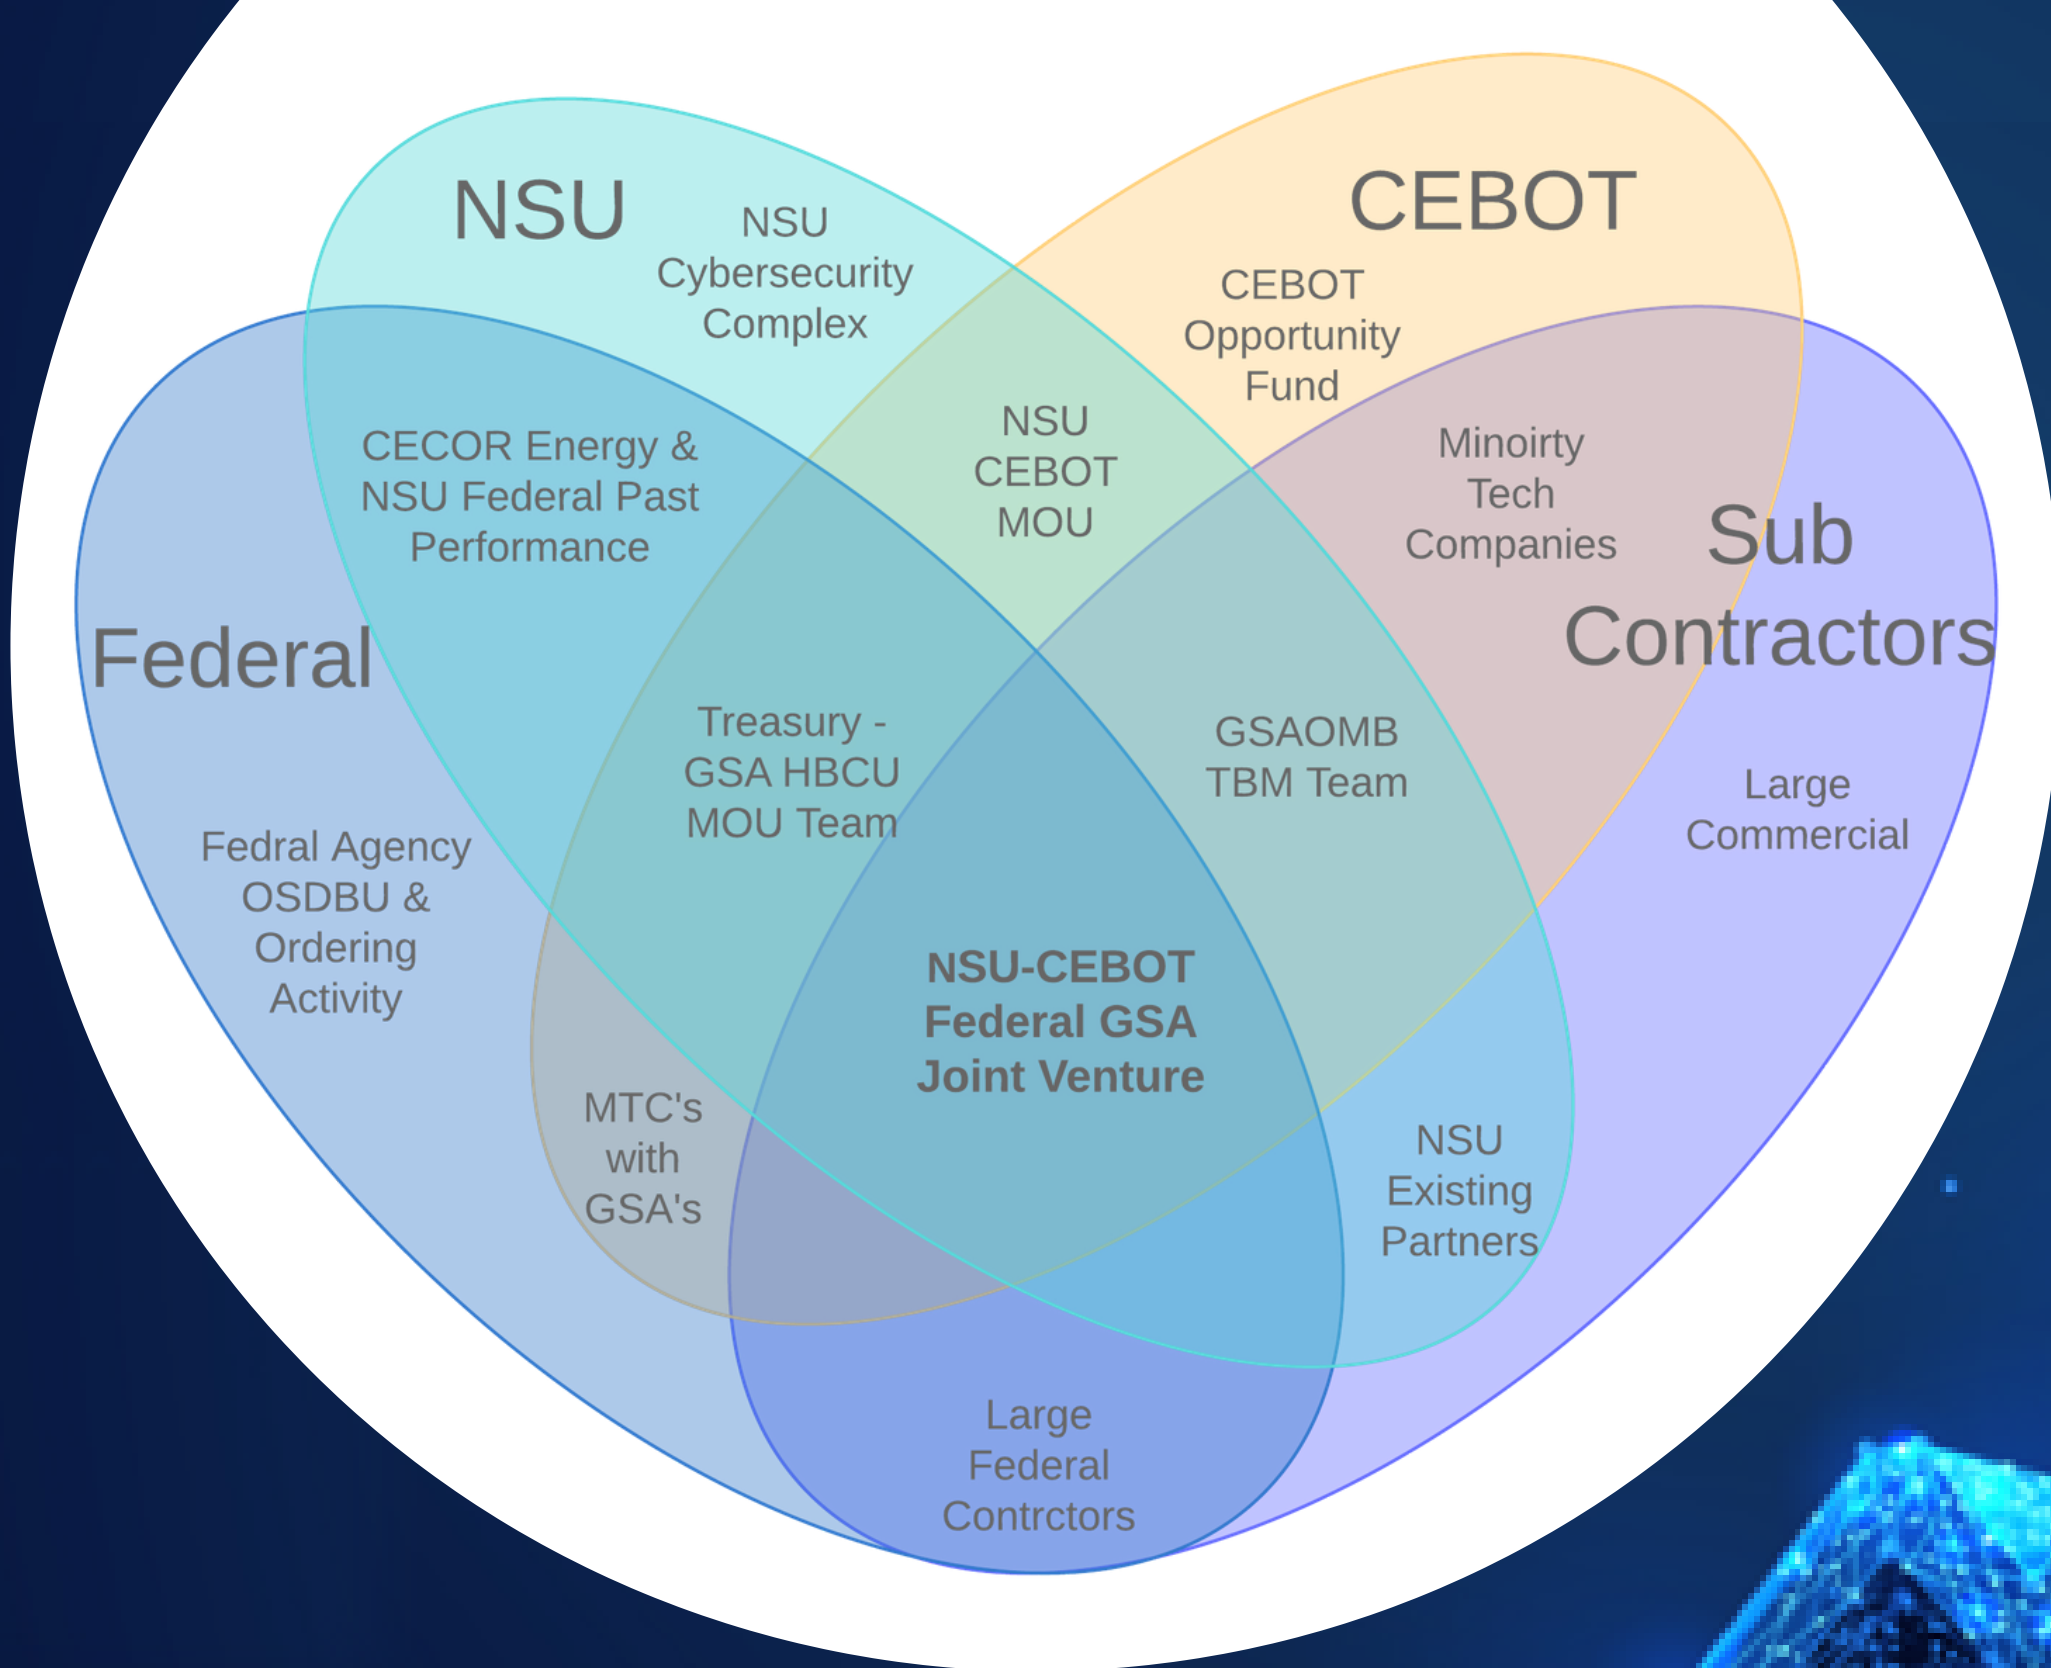 NSU
NSU
Cybersecurity
Complex
CEBOT
CEBOT
Opportunity
Fund
CECOR Energy &
NSU Federal Past
Performance
NSU
CEBOT
MOU
Minoirty
Tech
Companies
Sub
Contractors
Federal
Treasury -
GSA HBCU
MOU Team
GSAOMB
TBM Team
Large
Commercial
Fedral Agency
OSDBU &
Ordering
Activity
NSU-CEBOT
Federal GSA
Joint Venture
MTC's
with
GSA's
NSU
Existing
Partners
Large
Federal
Contrctors